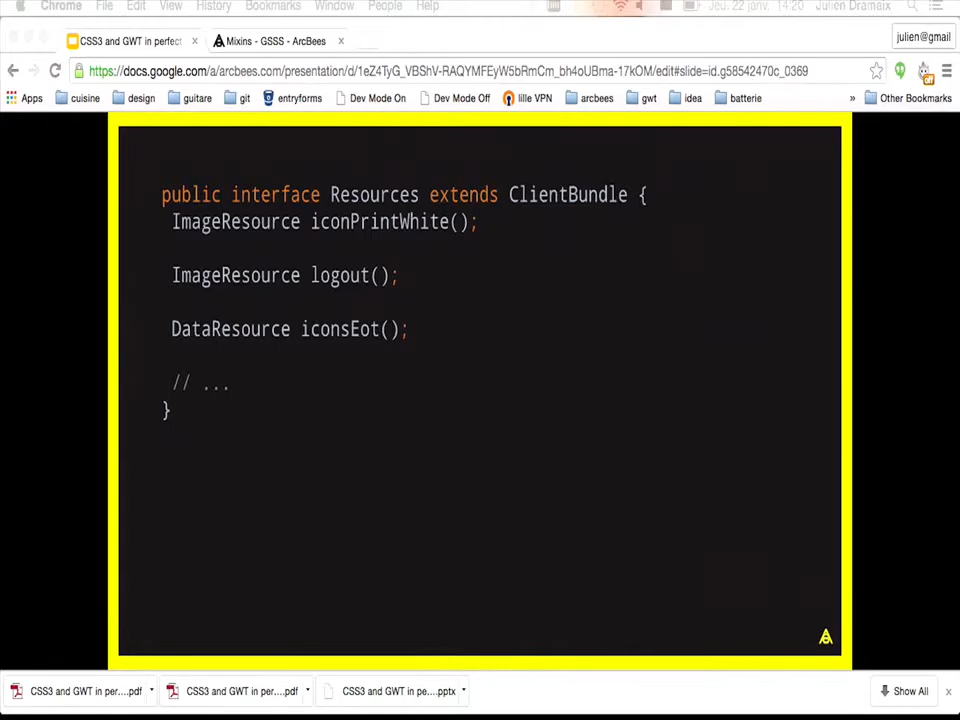 Chrome File Edit View History Bookmarks Window People Help Jeu. 22 janv. 14:20 Julien Dramaix
CSS3 and GWT in perfect × Mixins - GSSS - ArcBees × julien@gmail
https://docs.google.com/a/arcbees.com/presentation/d/1eZ4TyG_VBShV-RAQYMFEyW5bRmCm_bh4oUBma-17kOM/edit#slide=id.g58542470c_0369
off
Apps cuisine design guitare git entryforms Dev Mode On Dev Mode Off lille VPN arcbees gwt idea batterie » Other Bookmarks
public interface Resources extends ClientBundle {
ImageResource iconPrintWhite();
ImageResource logout();
DataResource iconsEot();
// ...
}
CSS3 and GWT in per....pdf CSS3 and GWT in per....pdf CSS3 and GWT in pe....pptx Show All ×